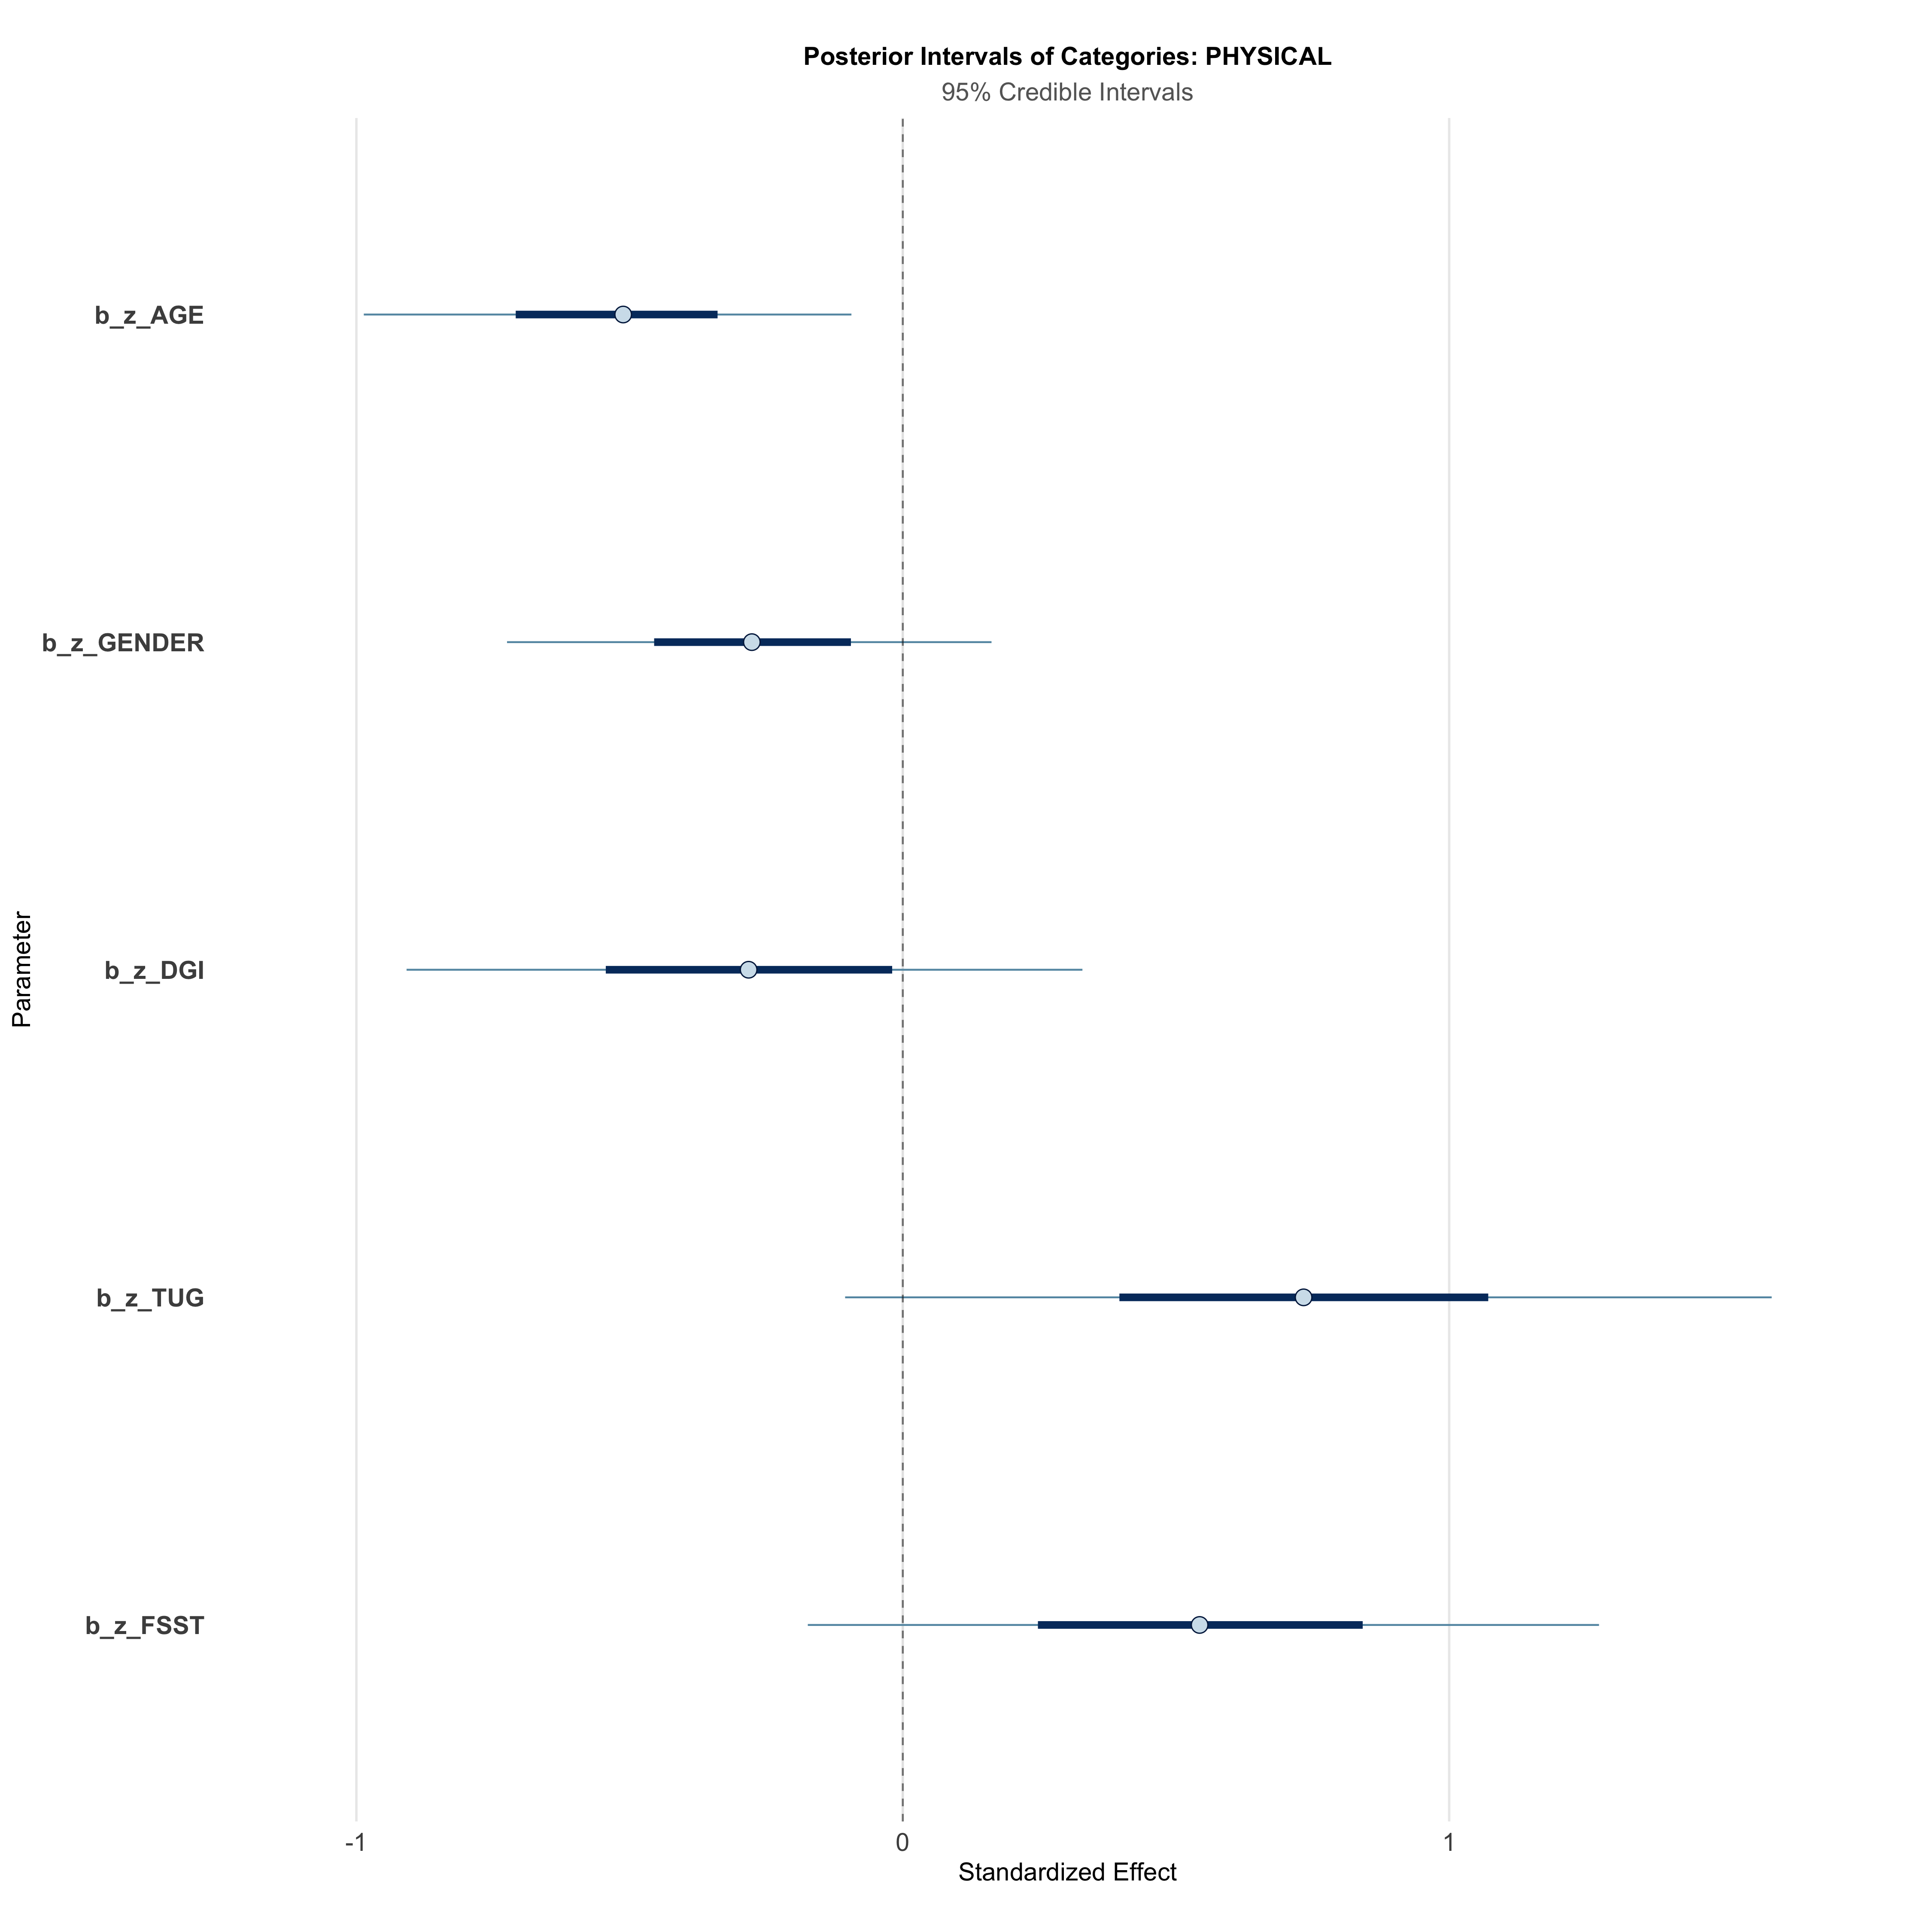 Posterior Intervals of Categories: PHYSICAL
95% Credible Intervals
b_z_AGE
b_z_GENDER
b_z_DGI
b_z_TUG
b_z_FSST
Parameter
-1
0
1
Standardized Effect